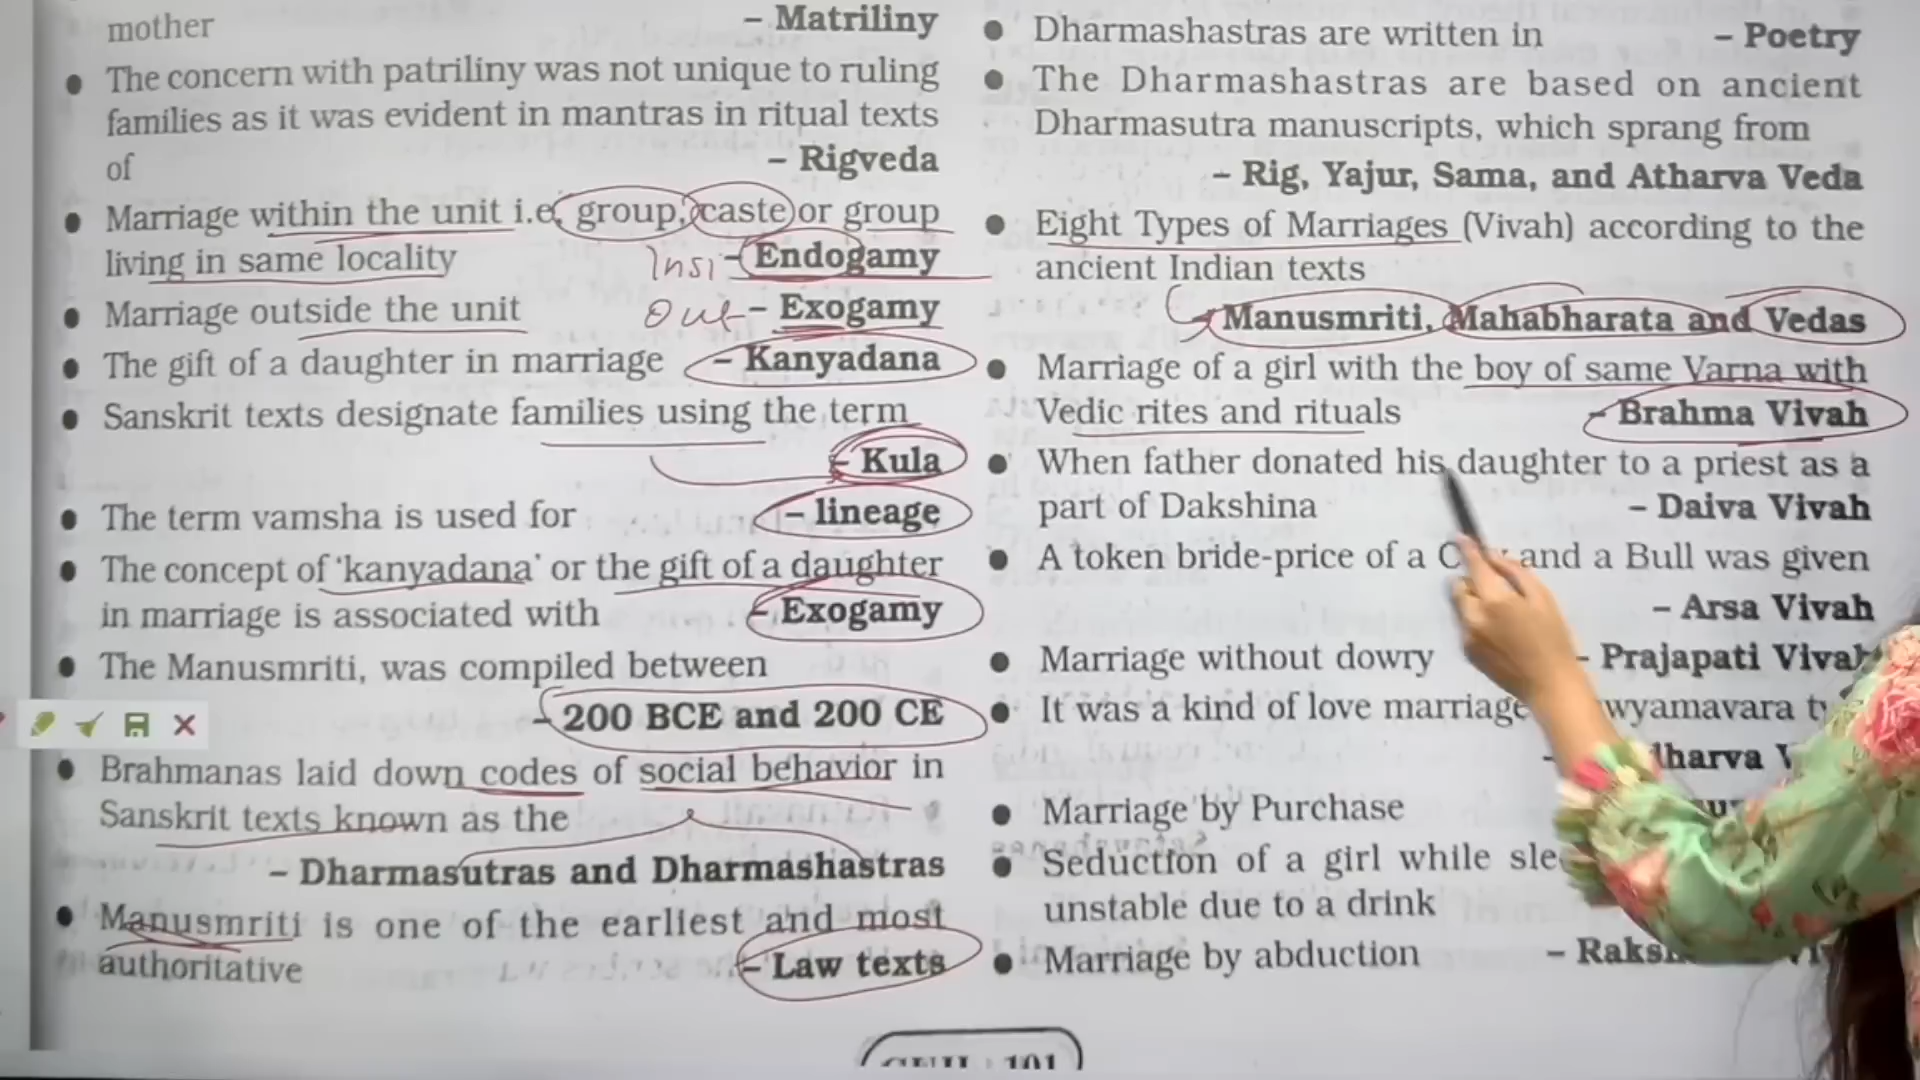 mother – Matriliny
The concern with patriliny was not unique to ruling
families as it was evident in mantras in ritual texts
of – Rigveda
Marriage within the unit i.e. group, caste or group
living in same locality Insi – Endogamy
Marriage outside the unit Out – Exogamy
The gift of a daughter in marriage – Kanyadana
Sanskrit texts designate families using the term
– Kula
The term vamsha is used for – lineage
The concept of ‘kanyadana’ or the gift of a daughter
in marriage is associated with – Exogamy
The Manusmriti, was compiled between
– 200 BCE and 200 CE
Brahmanas laid down codes of social behavior in
Sanskrit texts known as the
– Dharmasutras and Dharmashastras
Manusmriti is one of the earliest and most
authoritative – Law texts
Dharmashastras are written in – Poetry
The Dharmashastras are based on ancient
Dharmasutra manuscripts, which sprang from
– Rig, Yajur, Sama, and Atharva Veda
Eight Types of Marriages (Vivah) according to the
ancient Indian texts
Manusmriti, Mahabharata and Vedas
Marriage of a girl with the boy of same Varna with
Vedic rites and rituals – Brahma Vivah
When father donated his daughter to a priest as a
part of Dakshina – Daiva Vivah
A token bride-price of a and a Bull was given
– Arsa Vivah
Marriage without dowry – Prajapati Vivah
It was a kind of love marriage
Marriage by Purchase
Seduction of a girl while
unstable due to a drink
Marriage by abduction –